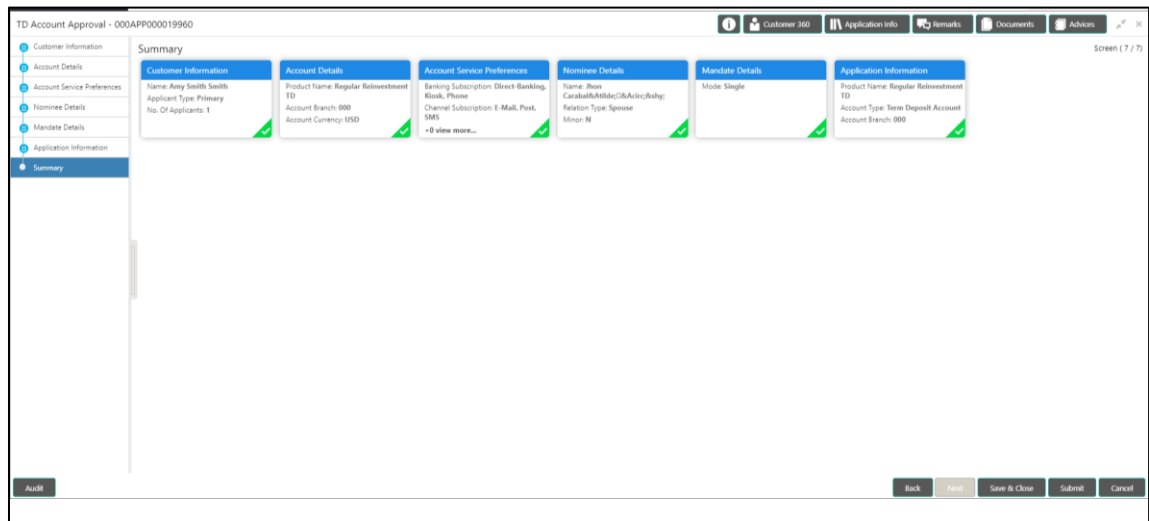 TD Account Approval - 000APP000019960
Customer 360
Application Info
Remarks
Documents
Advices
Customer Information
Account Details
Account Service Preferences
Nominee Details
Mandate Details
Application Information
Summary
Summary
Screen ( 7 / 7)
Customer Information
Name: Amy Smith Smith
Applicant Type: Primary
No. Of Applicants: 1
Account Details
Product Name: Regular Reinvestment
TD
Account Branch: 000
Account Currency: USD
Account Service Preferences
Banking Subscription: Direct-Banking,
Kiosk, Phone
Channel Subscription: E-Mail, Post,
SMS
+0 view more...
Nominee Details
Name: Jhon
Carabal&Atilde;&Acirc;&shy;
Relation Type: Spouse
Minor: N
Mandate Details
Mode: Single
Application Information
Product Name: Regular Reinvestment
TD
Account Type: Term Deposit Account
Account Branch: 000
Audit
Back
Next
Save & Close
Submit
Cancel